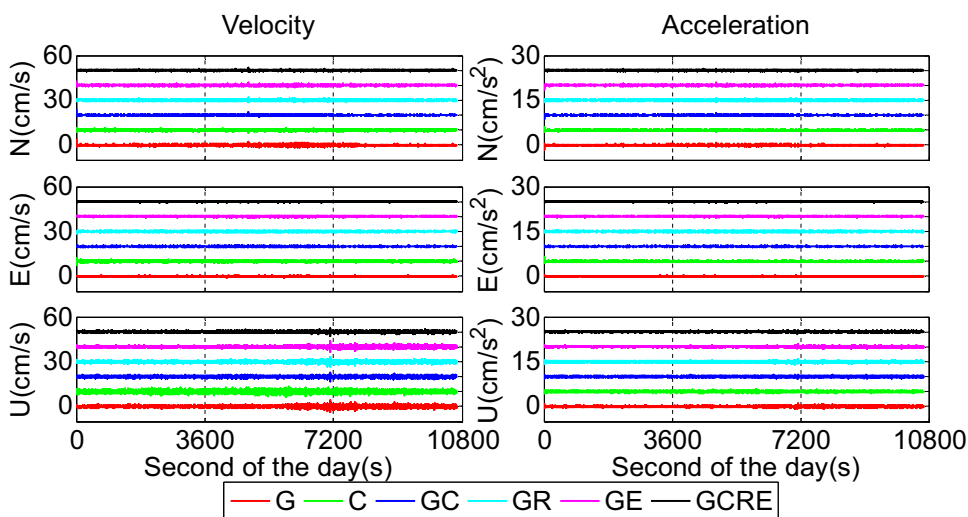 Velocity Acceleration
60 30
N(cm/s) 30 N(cm/s²) 15
0 0
60 30
E(cm/s) 30 E(cm/s²) 15
0 0
60 30
U(cm/s) 30 U(cm/s²) 15
0 0
0 3600 7200 10800 0 3600 7200 10800
Second of the day(s) Second of the day(s)
G C GC GR GE GCRE